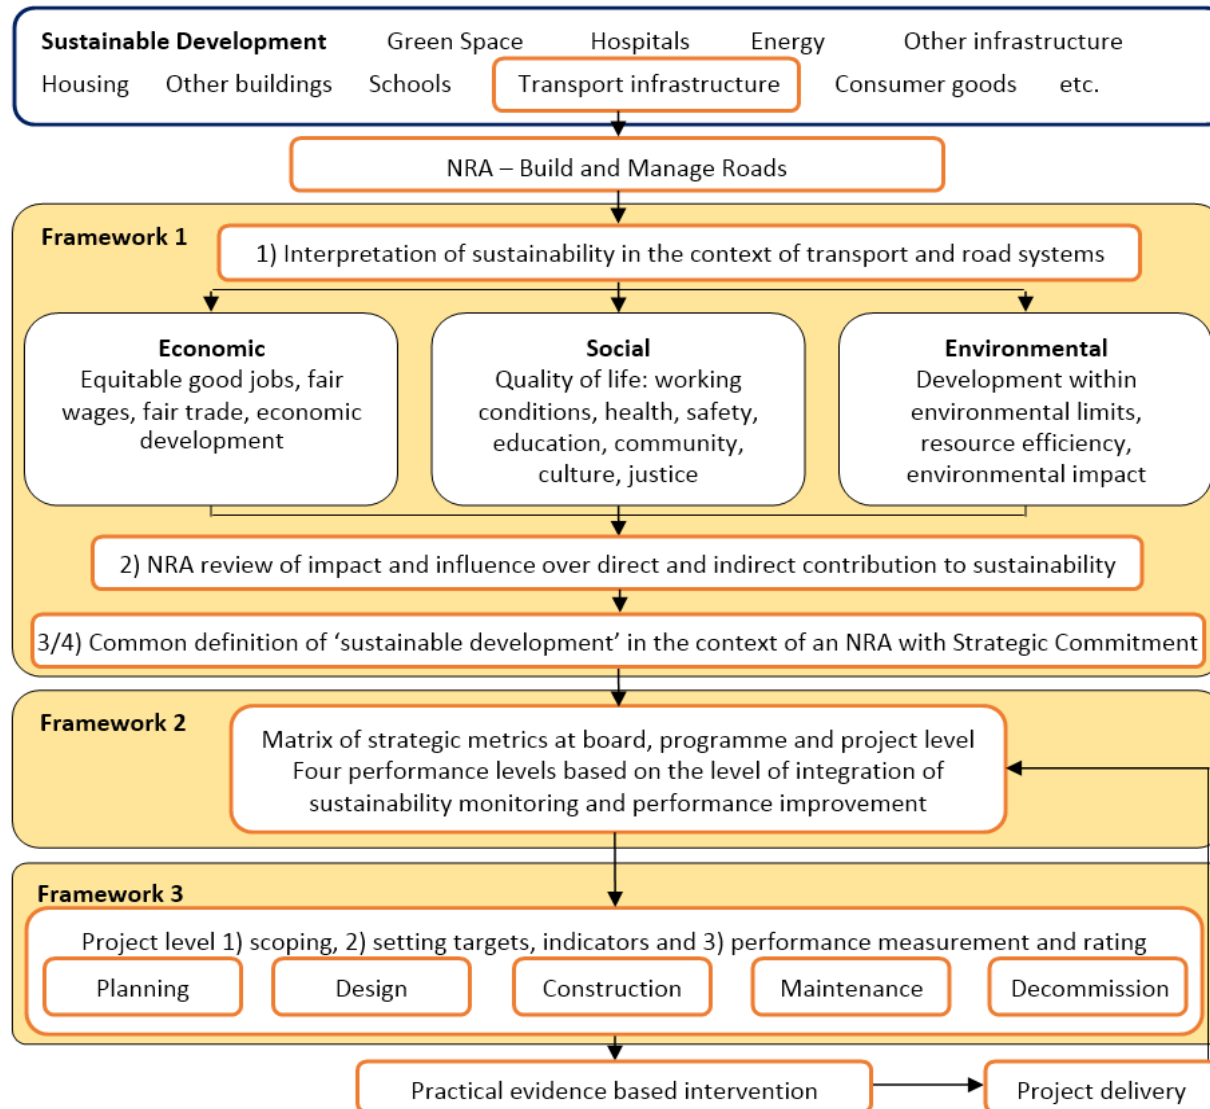 Sustainable Development Green Space Hospitals Energy Other infrastructure
Housing Other buildings Schools Transport infrastructure Consumer goods etc.
NRA – Build and Manage Roads
Framework 1
1) Interpretation of sustainability in the context of transport and road systems
Economic
Equitable good jobs, fair
wages, fair trade, economic
development
Social
Quality of life: working
conditions, health, safety,
education, community,
culture, justice
Environmental
Development within
environmental limits,
resource efficiency,
environmental impact
2) NRA review of impact and influence over direct and indirect contribution to sustainability
3/4) Common definition of ‘sustainable development’ in the context of an NRA with Strategic Commitment
Framework 2
Matrix of strategic metrics at board, programme and project level
Four performance levels based on the level of integration of
sustainability monitoring and performance improvement
Framework 3
Project level 1) scoping, 2) setting targets, indicators and 3) performance measurement and rating
Planning Design Construction Maintenance Decommission
Practical evidence based intervention Project delivery